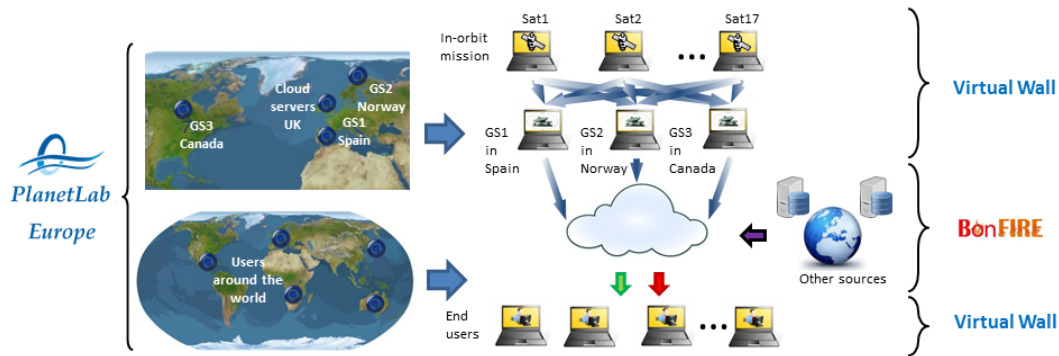 PlanetLab
Europe
GS3
Canada
Cloud
servers
UK
GS2
Norway
GS1
Spain
Users
around the
world
In-orbit
mission
Sat1
Sat2
Sat17
GS1
in
Spain
GS2
in
Norway
GS3
in
Canada
Other sources
End
users
Virtual Wall
BonFIRE
Virtual Wall